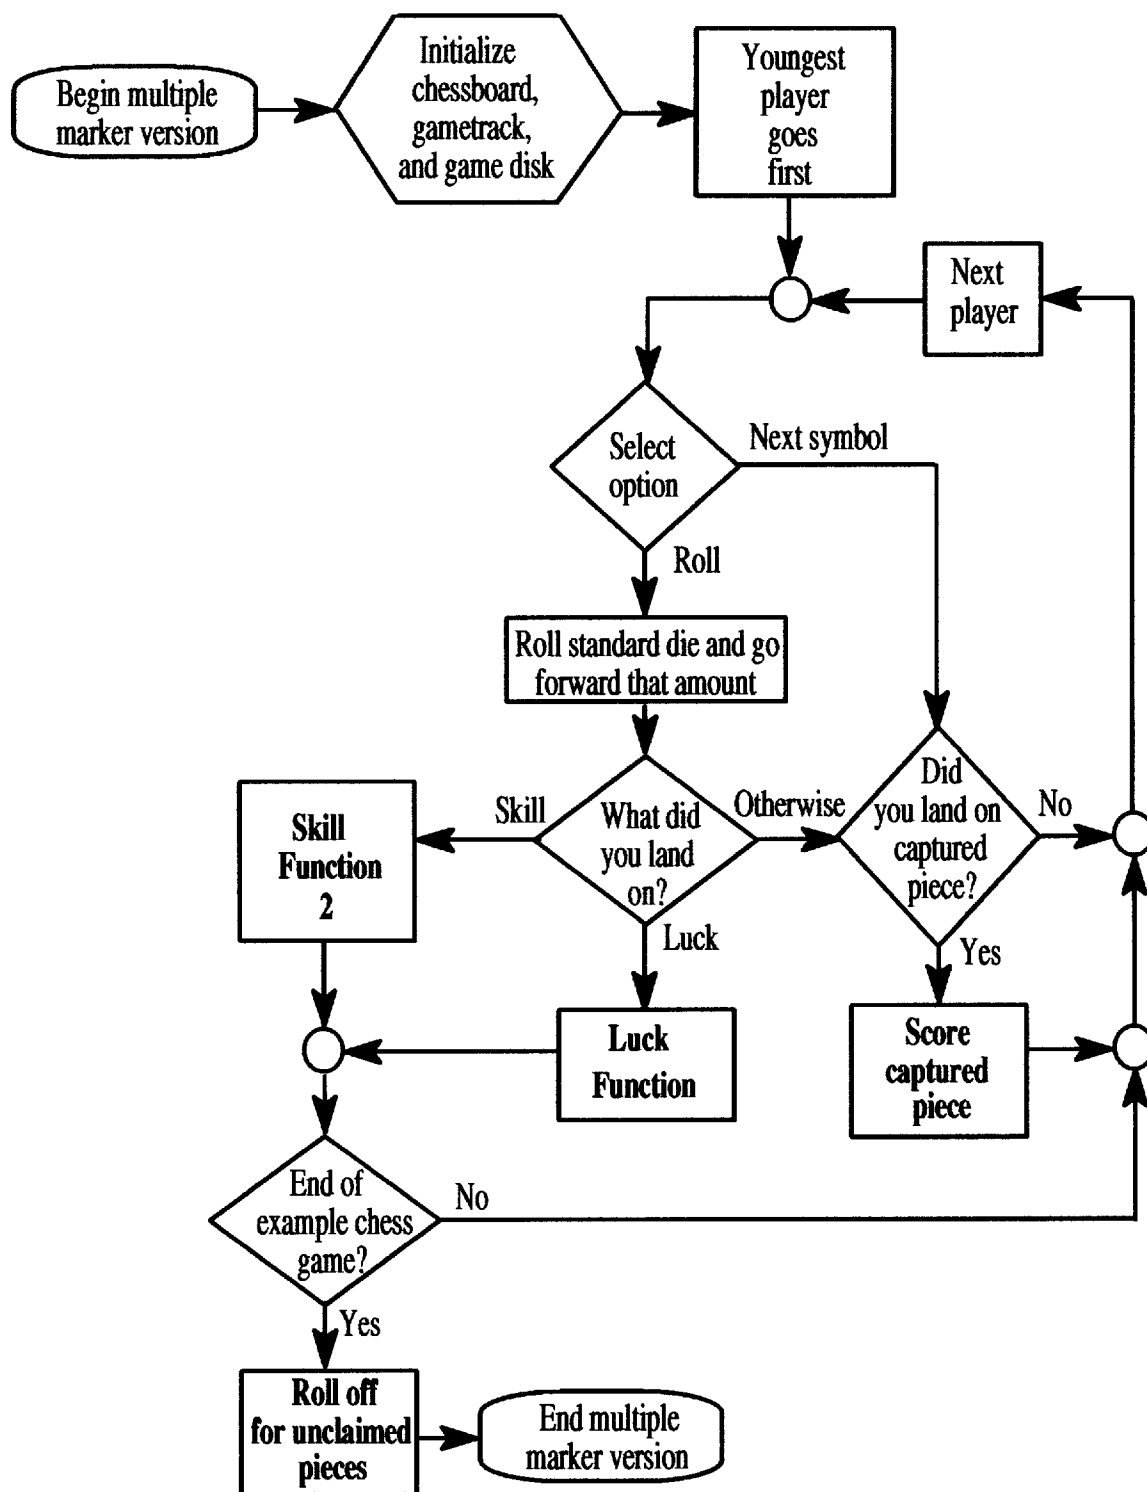 Begin multiple
marker version
Initialize
chessboard,
gametrack,
and game disk
Youngest
player
goes
first
Next
player
Select
option
Next symbol
Roll
Roll standard die and go
forward that amount
What did
you land
on?
Skill
Otherwise
Luck
Did
you land on
captured
piece?
No
Yes
Skill
Function
2
Luck
Function
Score
captured
piece
End of
example chess
game?
No
Yes
Roll off
for unclaimed
pieces
End multiple
marker version